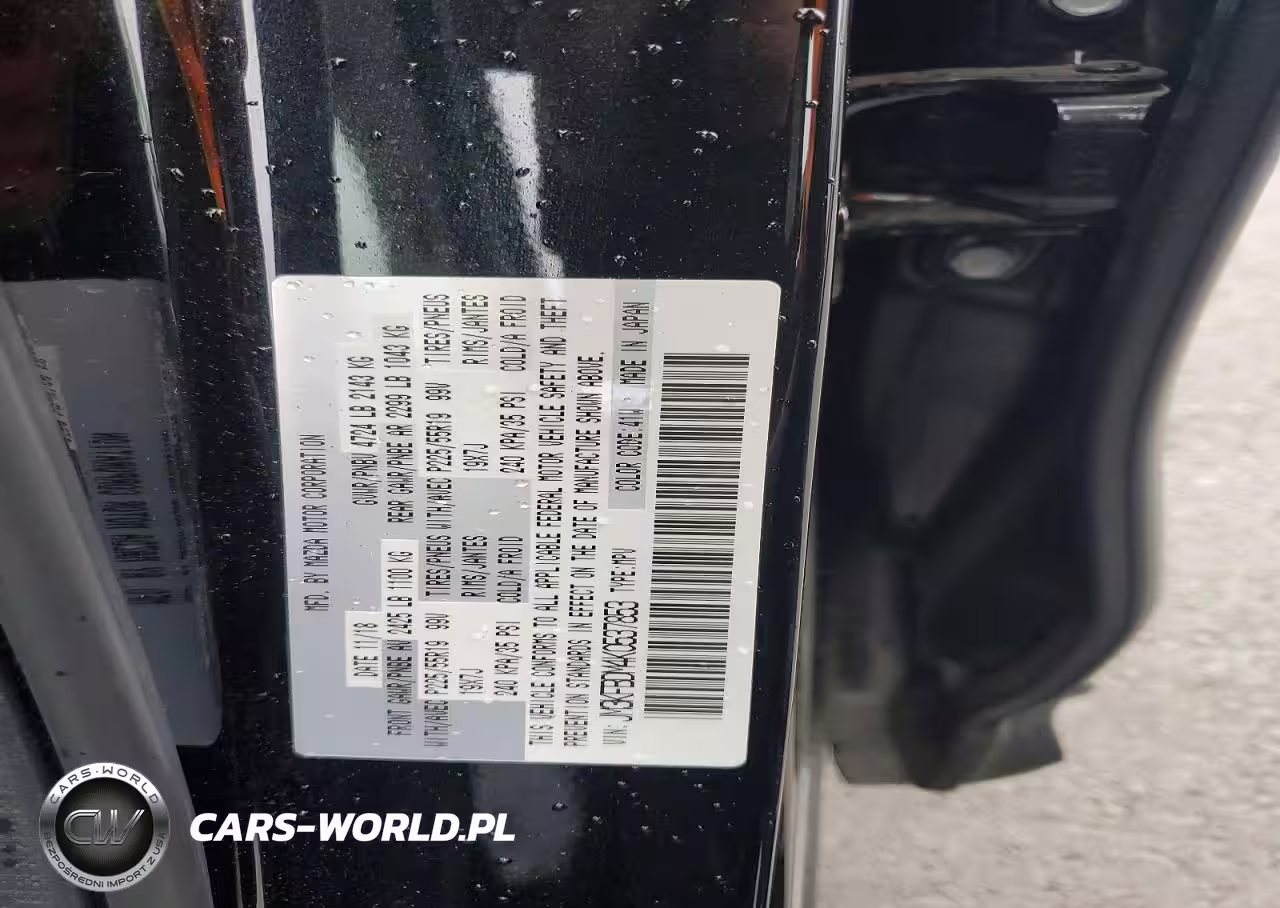 MFD. BY MAZDA MOTOR CORPORATION
DATE 11/18 GVWR/PNBV 4724 LB 2143 KG
FRONT GAWR/PNBE AV 2425 LB 1100 KG REAR GAWR/PNBE AR 2299 LB 1043 KG
WITH/AVEC P225/55R19 99V TIRES/PNEUS WITH/AVEC P225/55R19 99V TIRES/PNEUS
19X7J RIMS/JANTES 19X7J RIMS/JANTES
240 KPA/35 PSI COLD/A FROID 240 KPA/35 PSI COLD/A FROID
THIS VEHICLE CONFORMS TO ALL APPLICABLE FEDERAL MOTOR VEHICLE SAFETY AND THEFT
PREVENTION STANDARDS IN EFFECT ON THE DATE OF MANUFACTURE SHOWN ABOVE.
VIN: JM3KFBDY4K0537853 TYPE:MPV COLOR CODE:41W MADE IN JAPAN
CARS-WORLD
CW
BEZPOŚREDNI IMPORT Z USA
CARS-WORLD.PL